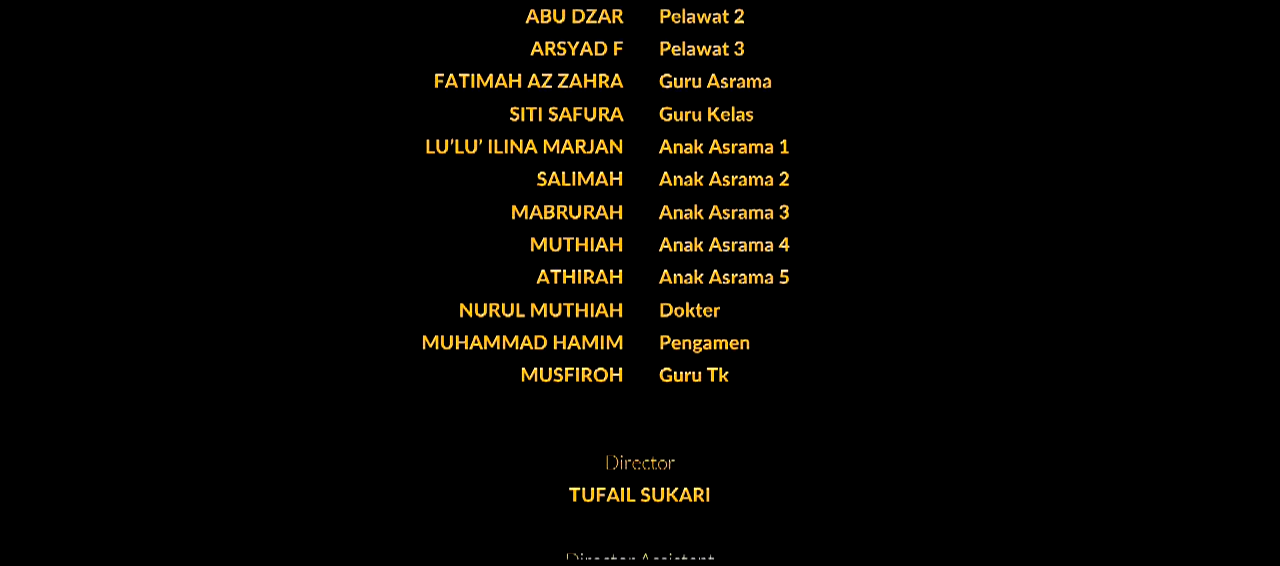 ABU DZAR Pelawat 2
ARSYAD F Pelawat 3
FATIMAH AZ ZAHRA Guru Asrama
SITI SAFURA Guru Kelas
LU'LU' ILINA MARJAN Anak Asrama 1
SALIMAH Anak Asrama 2
MABRURAH Anak Asrama 3
MUTHIAH Anak Asrama 4
ATHIRAH Anak Asrama 5
NURUL MUTHIAH Dokter
MUHAMMAD HAMIM Pengamen
MUSFIROH Guru Tk
Director
TUFAIL SUKARI
Director Assistant